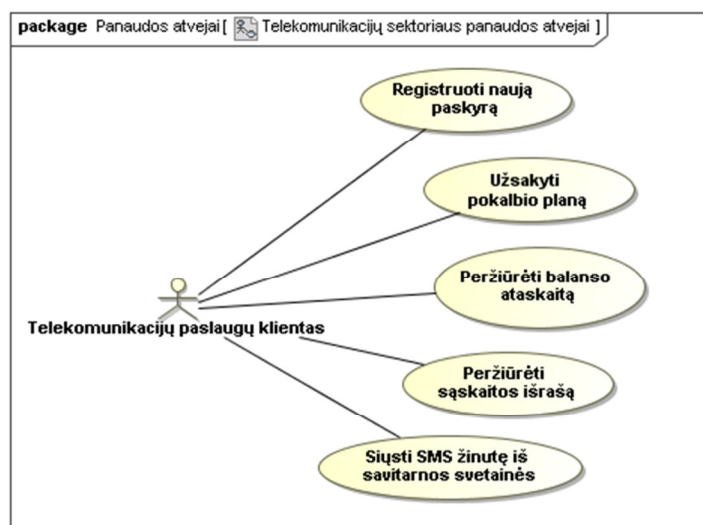 package Panaudos atvejai[ Telekomunikacijų sektoriaus panaudos atvejai ]
Registruoti naują
paskyrą
Užsakyti
pokalbio planą
Peržiūrėti balanso
ataskaitą
Telekomunikacijų paslaugų klientas
Peržiūrėti
sąskaitos išrašą
Siųsti SMS žinutę iš
savitarnos svetainės